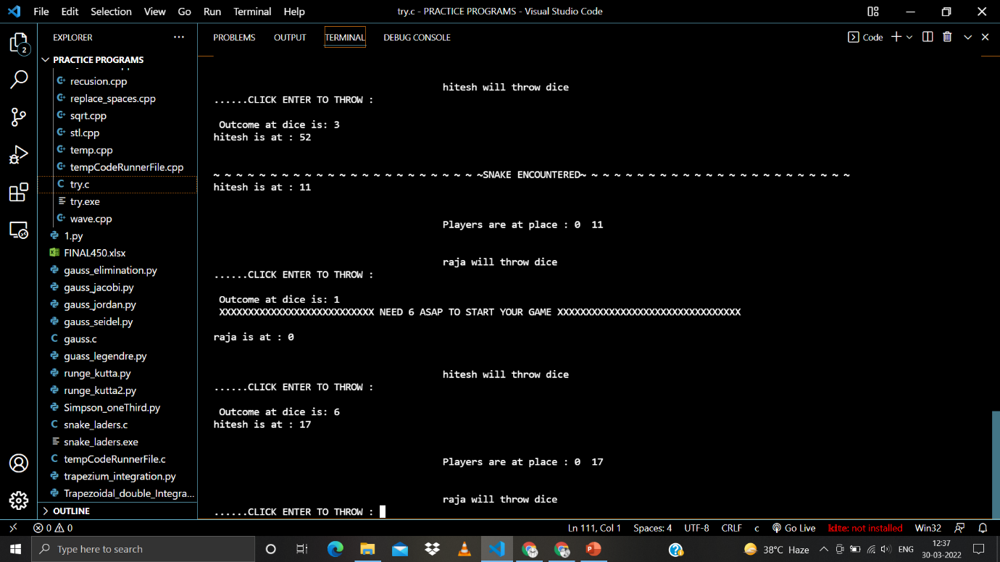 File Edit Selection View Go Run Terminal Help try.c - PRACTICE PROGRAMS - Visual Studio Code
EXPLORER ...
PROBLEMS OUTPUT TERMINAL DEBUG CONSOLE Code
2
PRACTICE PROGRAMS
recusion.cpp
replace_spaces.cpp
sqrt.cpp
stl.cpp
temp.cpp
tempCodeRunnerFile.cpp
C try.c
try.exe
wave.cpp
1.py
FINAL450.xlsx
gauss_elimination.py
gauss_jacobi.py
gauss_jordan.py
gauss_seidel.py
C gauss.c
guass_legendre.py
runge_kutta.py
runge_kutta2.py
Simpson_oneThird.py
C snake_laders.c
snake_laders.exe
C tempCodeRunnerFile.c
trapezium_integration.py
Trapezoidal_double_Integra...
OUTLINE
hitesh will throw dice
......CLICK ENTER TO THROW :
Outcome at dice is: 3
hitesh is at : 52
~ ~ ~ ~ ~ ~ ~ ~ ~ ~ ~ ~ ~ ~ ~ ~ ~ ~ ~ ~ ~ ~ ~ ~SNAKE ENCOUNTERED~ ~ ~ ~ ~ ~ ~ ~ ~ ~ ~ ~ ~ ~ ~ ~ ~ ~ ~ ~ ~ ~ ~ ~
hitesh is at : 11
Players are at place : 0 11
raja will throw dice
......CLICK ENTER TO THROW :
Outcome at dice is: 1
XXXXXXXXXXXXXXXXXXXXXXXXXXX NEED 6 ASAP TO START YOUR GAME XXXXXXXXXXXXXXXXXXXXXXXXXXXXXXXX
raja is at : 0
hitesh will throw dice
......CLICK ENTER TO THROW :
Outcome at dice is: 6
hitesh is at : 17
Players are at place : 0 17
raja will throw dice
......CLICK ENTER TO THROW :
0 0 Ln 111, Col 1 Spaces: 4 UTF-8 CRLF c Go Live kite: not installed Win32
Type here to search 38°C Haze ENG 12:37
30-03-2022